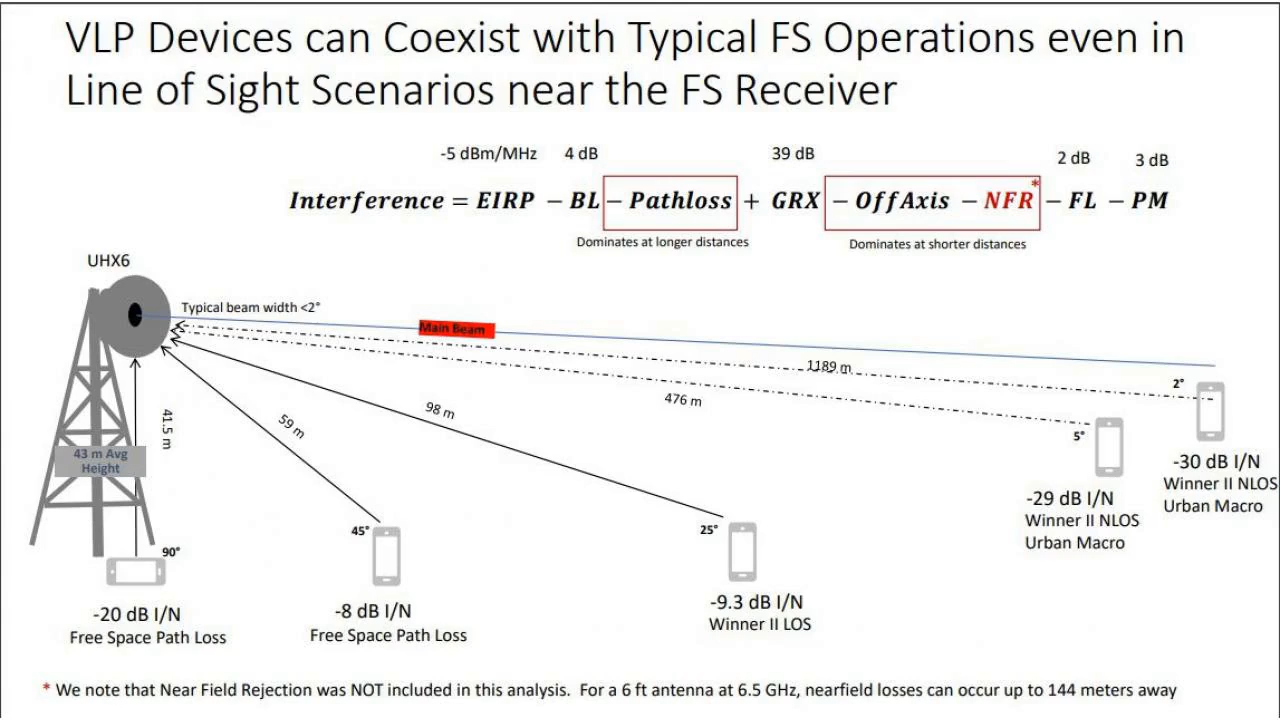 VLP Devices can Coexist with Typical FS Operations even in
Line of Sight Scenarios near the FS Receiver
-5 dBm/MHz 4 dB 39 dB 2 dB 3 dB
Interference = EIRP − BL − Pathloss + GRX − OffAxis − NFR* − FL − PM
Dominates at longer distances
Dominates at shorter distances
UHX6
Typical beam width <2°
Main Beam
1189 m
2°
476 m
5°
98 m
59 m
41.5 m
43 m Avg
Height
-30 dB I/N
Winner II NLOS
Urban Macro
-29 dB I/N
Winner II NLOS
Urban Macro
25°
45°
90°
-9.3 dB I/N
Winner II LOS
-8 dB I/N
Free Space Path Loss
-20 dB I/N
Free Space Path Loss
* We note that Near Field Rejection was NOT included in this analysis. For a 6 ft antenna at 6.5 GHz, nearfield losses can occur up to 144 meters away